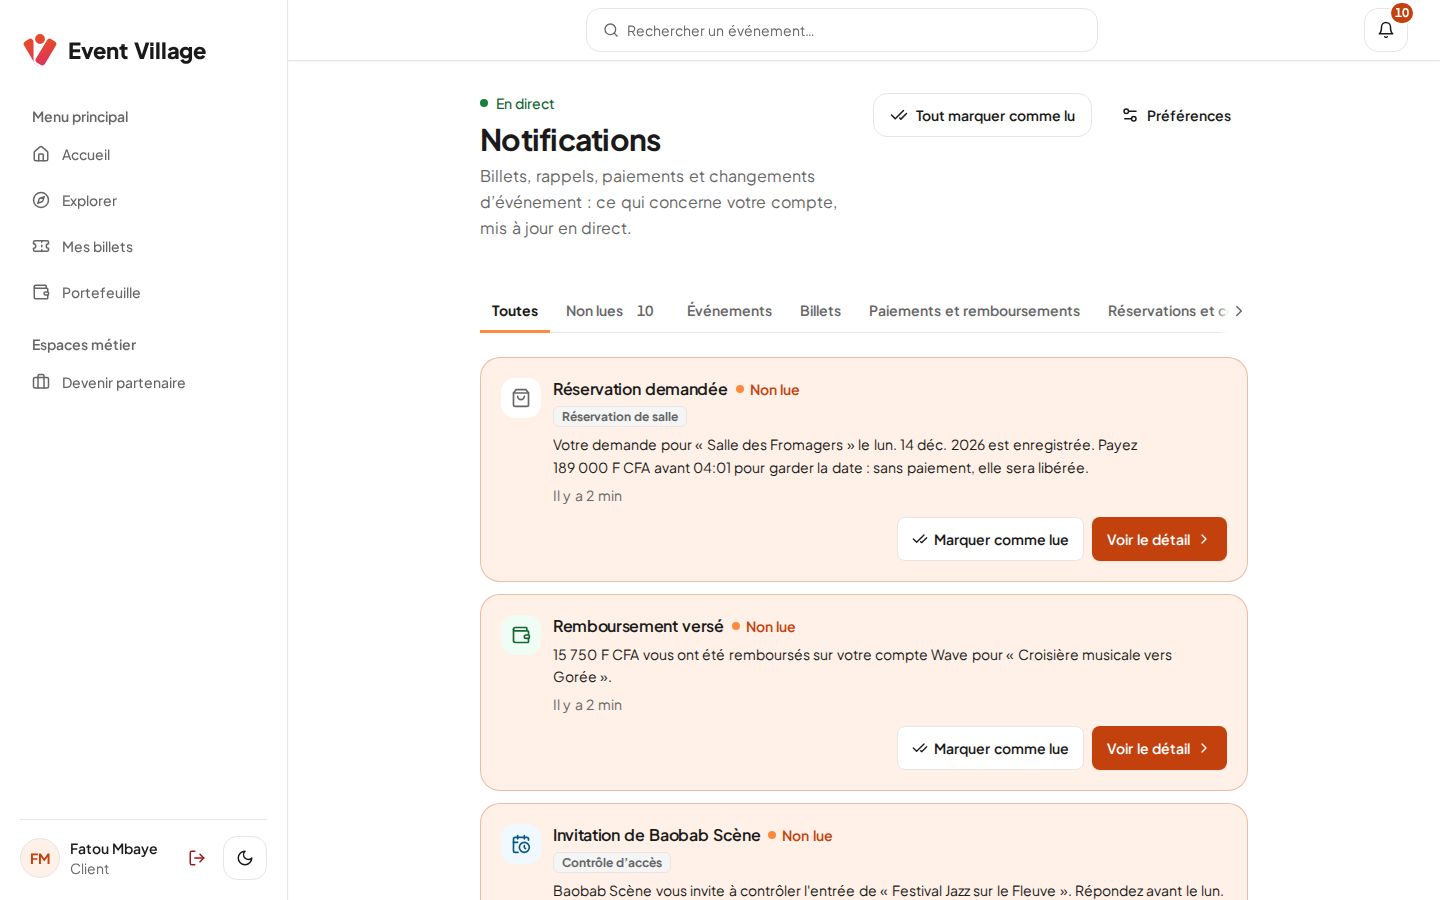 Event Village
Menu principal
Accueil
Explorer
Mes billets
Portefeuille
Espaces métier
Devenir partenaire
FM
Fatou Mbaye
Client
Rechercher un événement...
10
En direct
Notifications
Billets, rappels, paiements et changements
d’événement : ce qui concerne votre compte,
mis à jour en direct.
Tout marquer comme lu
Préférences
Toutes
Non lues 10
Événements
Billets
Paiements et remboursements
Réservations et
Réservation demandée
Non lue
Réservation de salle
Votre demande pour « Salle des Fromagers » le lun. 14 déc. 2026 est enregistrée. Payez
189 000 F CFA avant 04:01 pour garder la date : sans paiement, elle sera libérée.
Il y a 2 min
Marquer comme lue
Voir le détail
Remboursement versé
Non lue
15 750 F CFA vous ont été remboursés sur votre compte Wave pour « Croisière musicale vers
Gorée ».
Il y a 2 min
Marquer comme lue
Voir le détail
Invitation de Baobab Scène
Non lue
Contrôle d’accès
Baobab Scène vous invite à contrôler l’entrée de « Festival Jazz sur le Fleuve ». Répondez avant le lun.